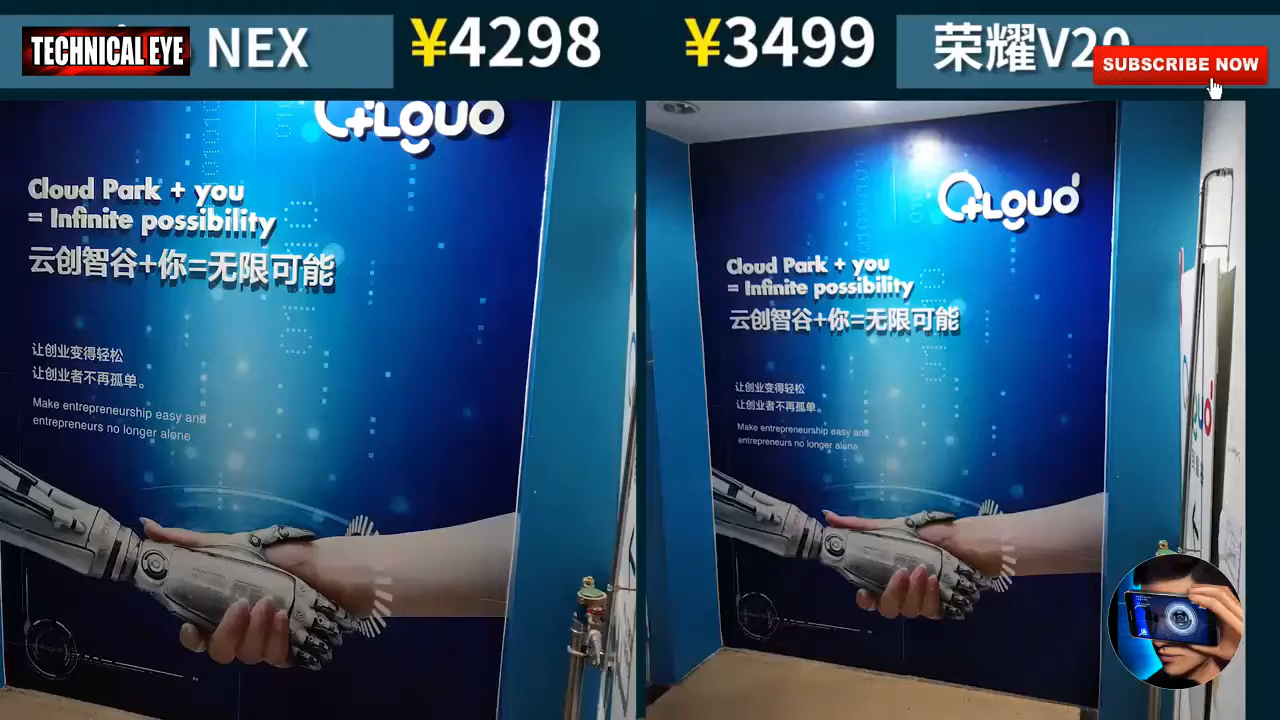 TECHNICAL EYE
NEX
¥4298
¥3499
荣耀V20
SUBSCRIBE NOW
Cloud Park + you
= Infinite possibility
云创智谷+你=无限可能
让创业变得轻松
让创业者不再孤单。
Make entrepreneurship easy and
entrepreneurs no longer alone
Q+Loud
Cloud Park + you
= Infinite possibility
云创智谷+你=无限可能
让创业变得轻松
让创业者不再孤单。
Make entrepreneurship easy and
entrepreneurs no longer alone